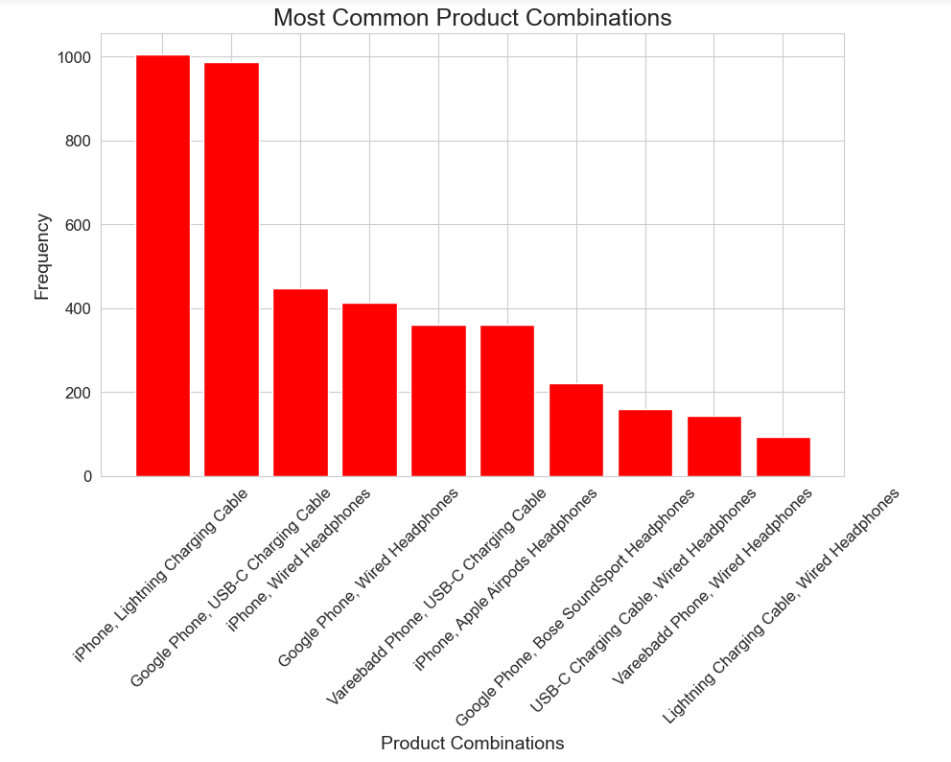 Most Common Product Combinations
Frequency
1000
800
600
400
200
0
iPhone, Lightning Charging Cable
Google Phone, USB-C Charging Cable
iPhone, Wired Headphones
Google Phone, Wired Headphones
Vareebadd Phone, USB-C Charging Cable
iPhone, Apple Airpods Headphones
Google Phone, Bose SoundSport Headphones
USB-C Charging Cable, Wired Headphones
Vareebadd Phone, Wired Headphones
Lightning Charging Cable, Wired Headphones
Product Combinations